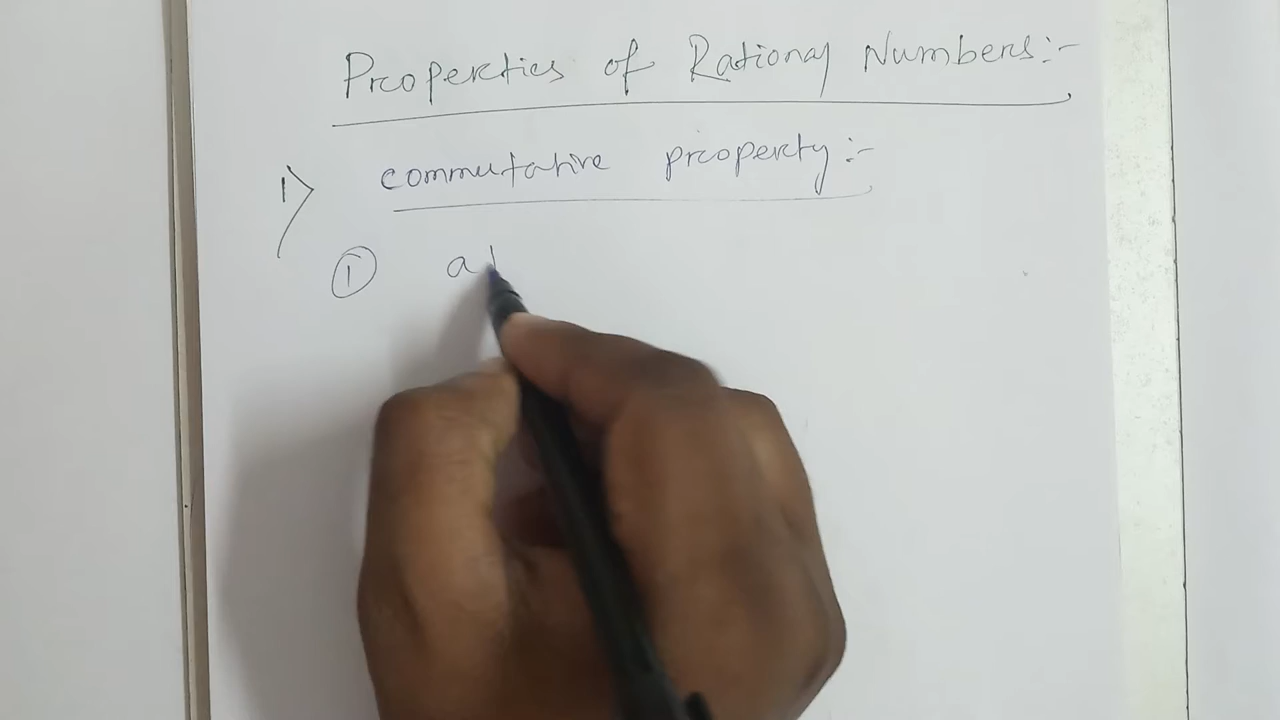 Properties of Rational Numbers:-
1) commutative property:-
① a